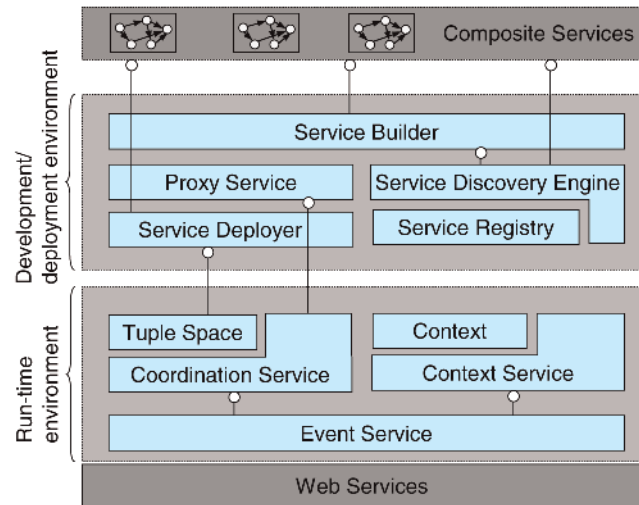 Composite Services
Development/
deployment environment
Service Builder
Proxy Service
Service Discovery Engine
Service Deployer
Service Registry
Run-time
environment
Tuple Space
Context
Coordination Service
Context Service
Event Service
Web Services